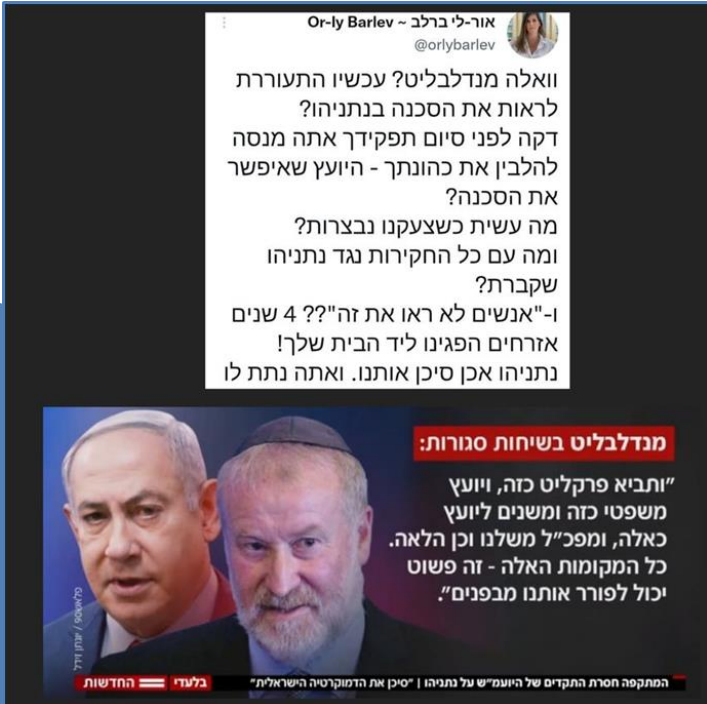 אור-לי ברלב ~ Or-ly Barlev
@orlybarlev
וואלה מנדלבליט? עכשיו התעוררת
לראות את הסכנה בנתניהו?
דקה לפני סיום תפקידך אתה מנסה
להלבין את כהונתך - היועץ שאיפשר
את הסכנה?
מה עשית כשצעקנו נבצרות?
ומה עם כל החקירות נגד נתניהו
שקברת?
ו-"אנשים לא ראו את זה"?? 4 שנים
אזרחים הפגינו ליד הבית שלך!
נתניהו אכן סיכן אותנו. ואתה נתת לו
מנדלבליט בשיחות סגורות:
"ותביא פרקליט כזה, ויועץ
משפטי כזה ומשנים ליועץ
כאלה, ומפכ"ל משלנו וכן הלאה.
כל המקומות האלה - זה פשוט
יכול לפורר אותנו מבפנים".
פלאש90 / יונתן זינדל
המתקפה חסרת התקדים של היועמ"ש על נתניהו | "סיכן את הדמוקרטיה הישראלית"
בלעדי החדשות